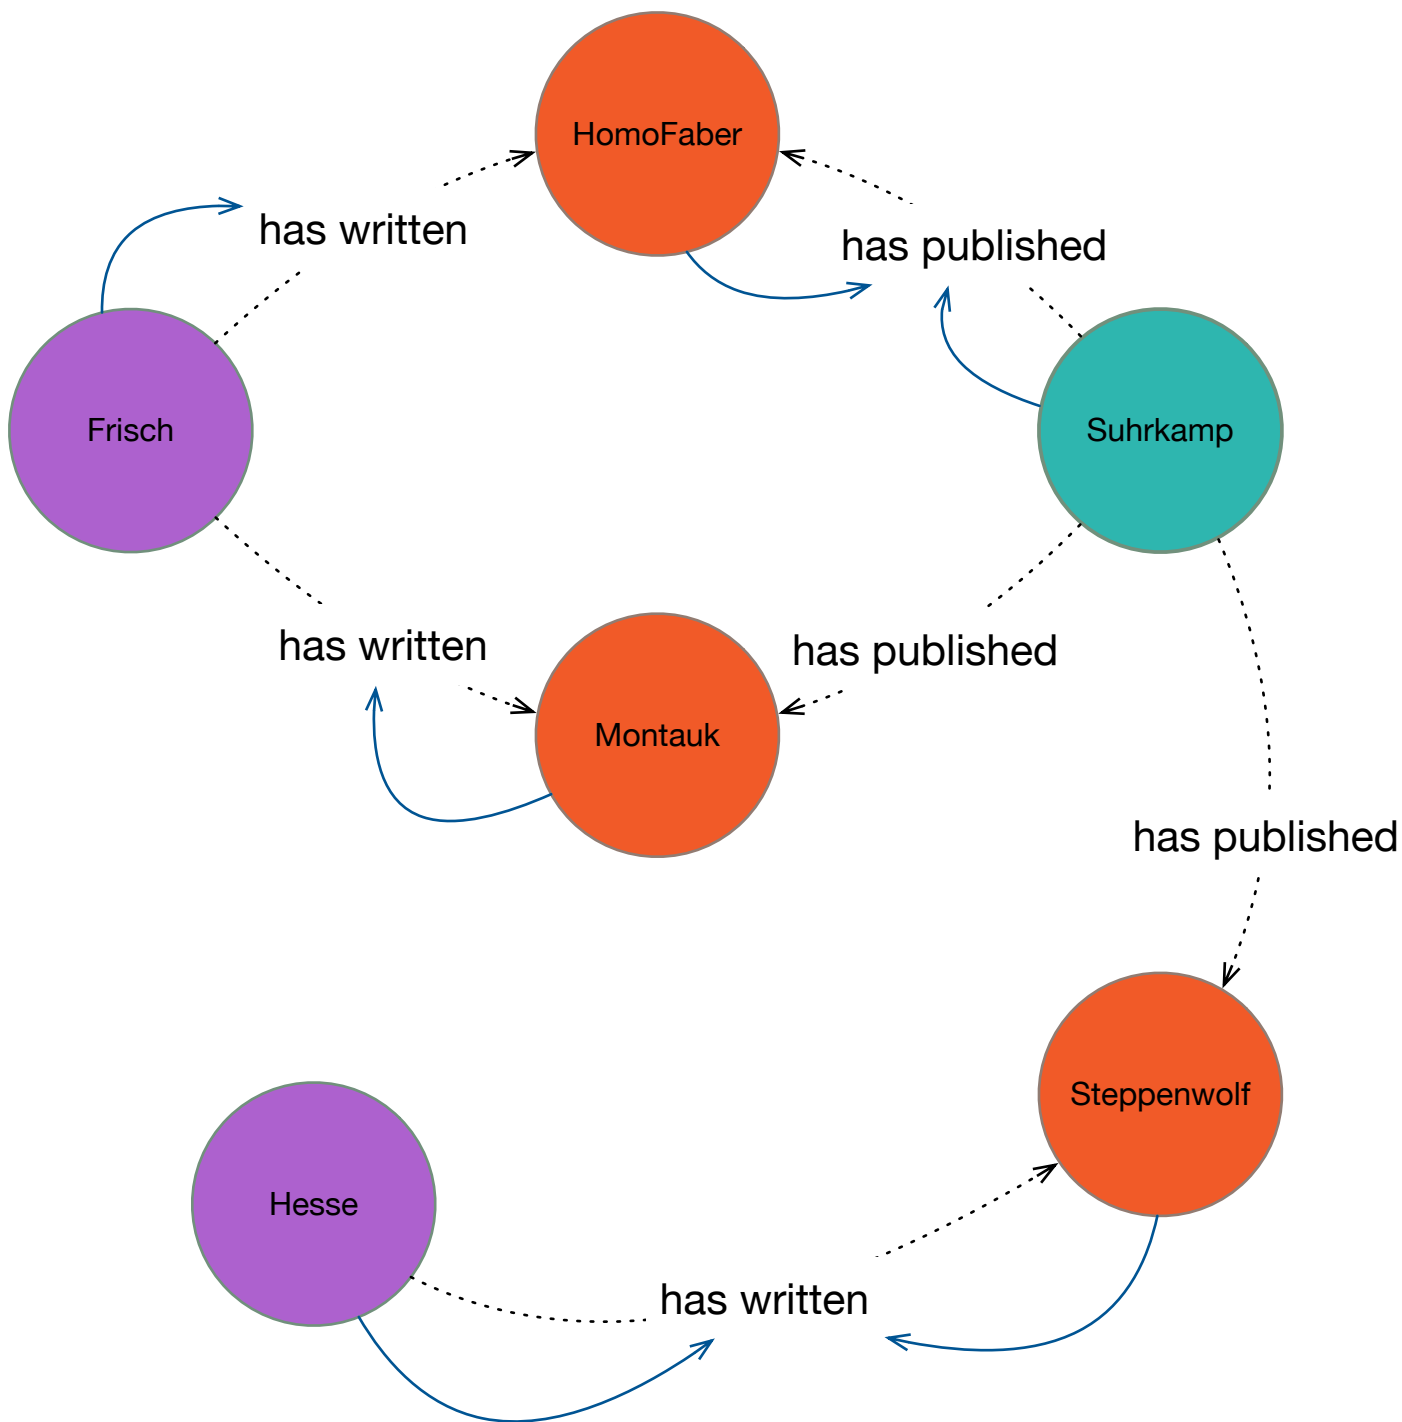 HomoFaber
has written
has published
Frisch
Suhrkamp
has written
has published
Montauk
has published
Steppenwolf
Hesse
has written